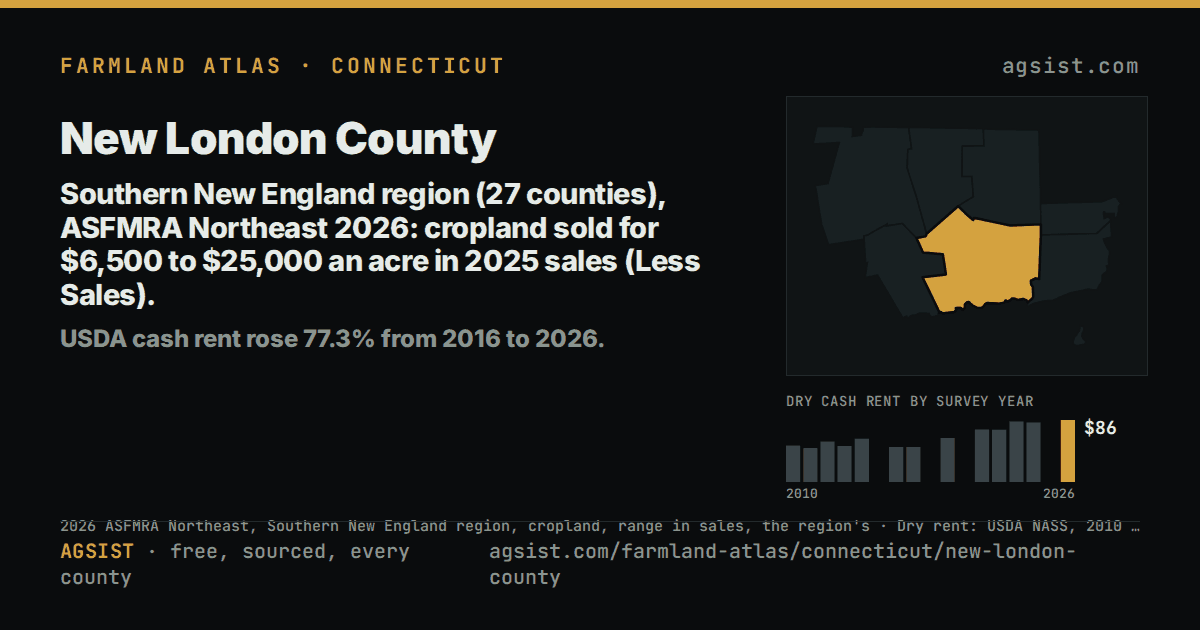 FARMLAND ATLAS · CONNECTICUT
agsist.com
New London County
Southern New England region (27 counties),
ASFMRA Northeast 2026: cropland sold for
$6,500 to $25,000 an acre in 2025 sales (Less
Sales).
USDA cash rent rose 77.3% from 2016 to 2026.
DRY CASH RENT BY SURVEY YEAR
$86
2010
2026
2026 ASFMRA Northeast, Southern New England region, cropland, range in sales, the region's · Dry rent: USDA NASS, 2010 …
AGSIST · free, sourced, every
county
agsist.com/farmland-atlas/connecticut/new-london-
county